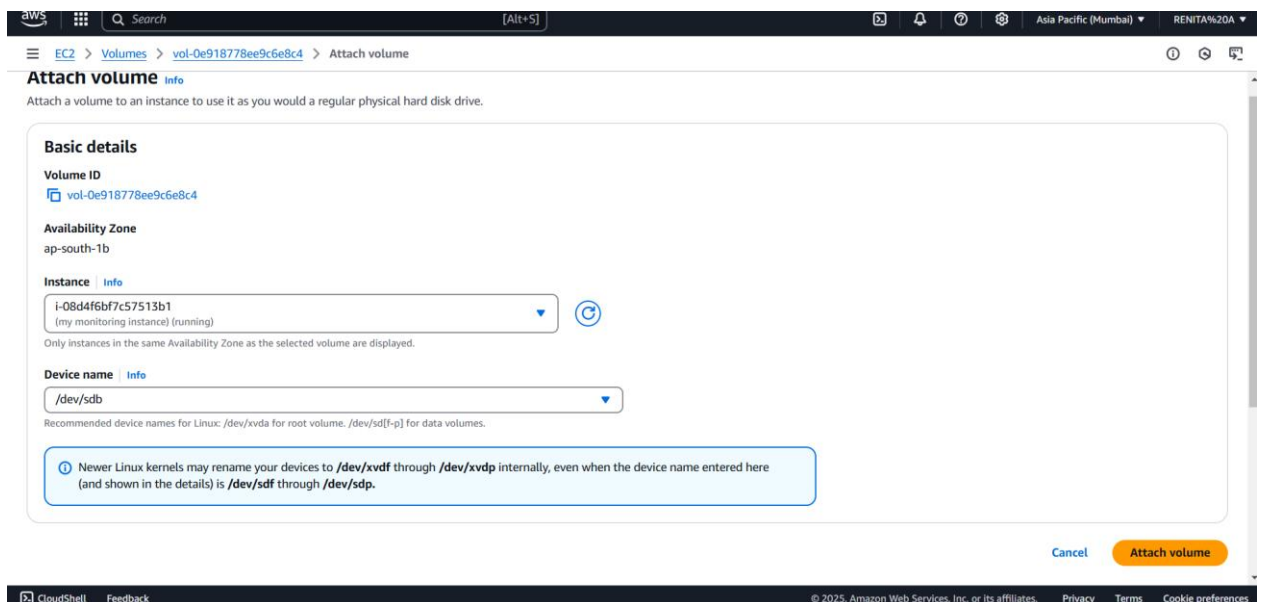 aws
Search [Alt+S]
Asia Pacific (Mumbai) ▼ RENITA%20A ▼
EC2 > Volumes > vol-0e918778ee9c6e8c4 > Attach volume
Attach volume Info
Attach a volume to an instance to use it as you would a regular physical hard disk drive.
Basic details
Volume ID
vol-0e918778ee9c6e8c4
Availability Zone
ap-south-1b
Instance | Info
i-08d4f6bf7c57513b1
(my monitoring instance) (running)
Only instances in the same Availability Zone as the selected volume are displayed.
Device name | Info
/dev/sdb
Recommended device names for Linux: /dev/xvda for root volume. /dev/sd[f-p] for data volumes.
Newer Linux kernels may rename your devices to /dev/xvdf through /dev/xvdp internally, even when the device name entered here
(and shown in the details) is /dev/sdf through /dev/sdp.
Cancel Attach volume
CloudShell Feedback © 2025, Amazon Web Services, Inc. or its affiliates. Privacy Terms Cookie preferences